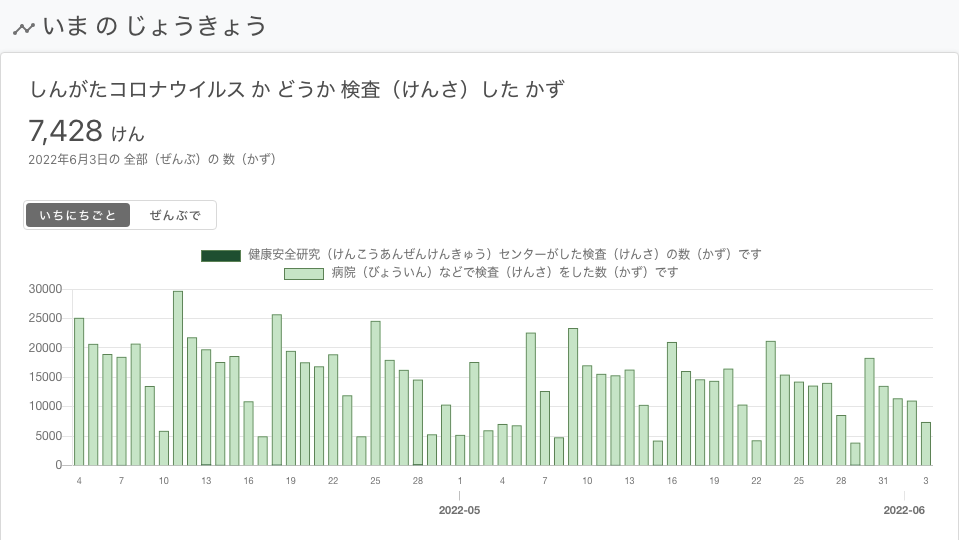 いま の じょうきょう
しんがたコロナウイルス か どうか 検査（けんさ）した かず
7,428 けん
2022年6月3日の 全部（ぜんぶ）の 数（かず）
いちにちごと ぜんぶで
健康安全研究（けんこうあんぜんけんきゅう）センターがした検査（けんさ）の数（かず）です
病院（びょういん）などで検査（けんさ）をした数（かず）です
30000
25000
20000
15000
10000
5000
0
4 7 10 13 16 19 22 25 28 1 4 7 10 13 16 19 22 25 28 31 3
2022-05 2022-06